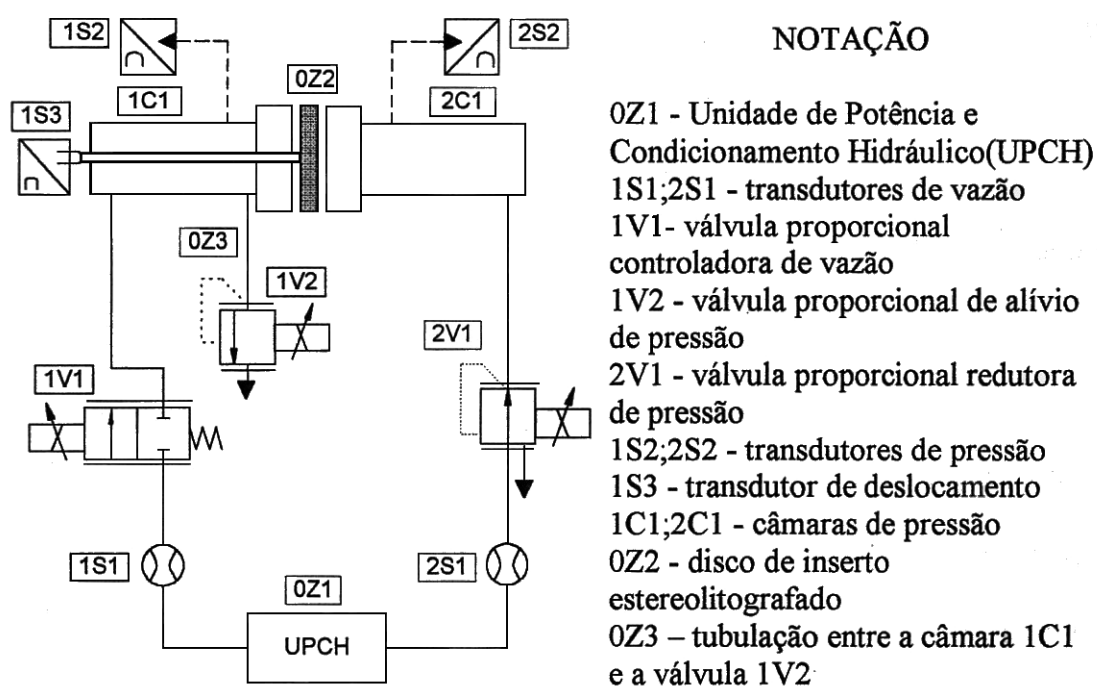 1S2
2S2
0Z2
1C1
2C1
1S3
0Z3
1V2
2V1
1V1
1S1
2S1
0Z1
UPCH
NOTAÇÃO
0Z1 - Unidade de Potência e
Condicionamento Hidráulico(UPCH)
1S1;2S1 - transdutores de vazão
1V1- válvula proporcional
controladora de vazão
1V2 - válvula proporcional de alívio
de pressão
2V1 - válvula proporcional redutora
de pressão
1S2;2S2 - transdutores de pressão
1S3 - transdutor de deslocamento
1C1;2C1 - câmaras de pressão
0Z2 - disco de inserto
estereolitografado
0Z3 – tubulação entre a câmara 1C1
e a válvula 1V2